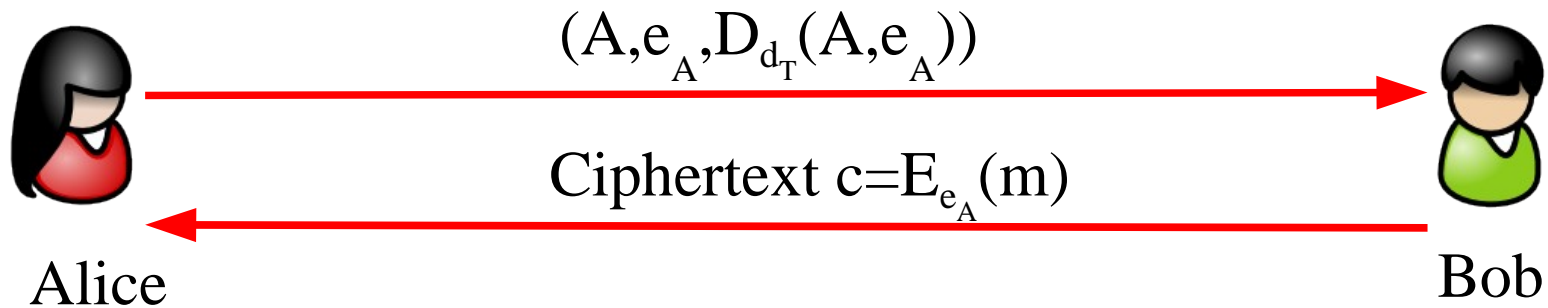 (A,e_A,D_{d_T}(A,e_A))
Ciphertext c=E_{e_A}(m)
Alice
Bob